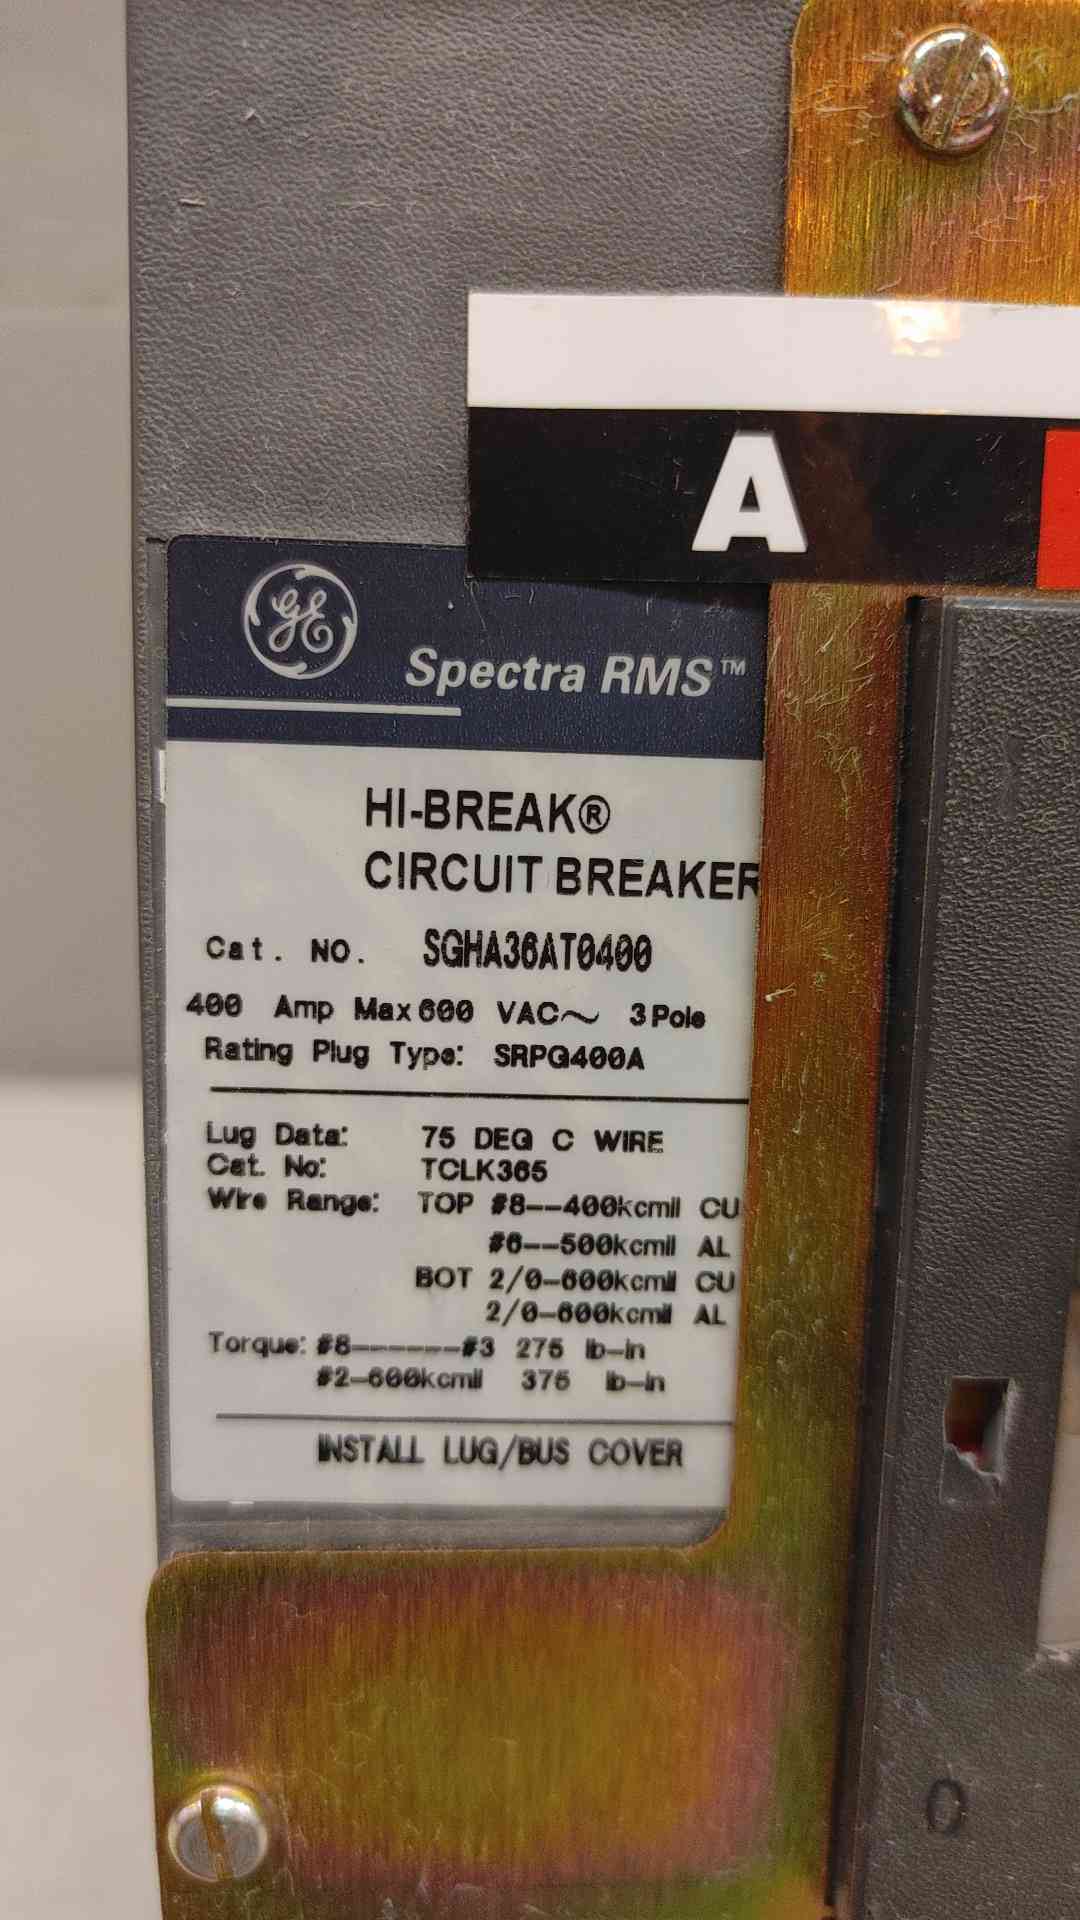 A
GE
Spectra RMS™
HI-BREAK®
CIRCUIT BREAKER
Cat. NO. SGHA36AT0400
400 Amp Max 600 VAC~ 3 Pole
Rating Plug Type: SRPG400A
Lug Data: 75 DEG C WIRE
Cat. No: TCLK365
Wire Range: TOP #8--400kcmil CU
#6--500kcmil AL
BOT 2/0-600kcmil CU
2/0-600kcmil AL
Torque: #8------#3 275 lb-in
#2-600kcmil 375 lb-in
INSTALL LUG/BUS COVER
0